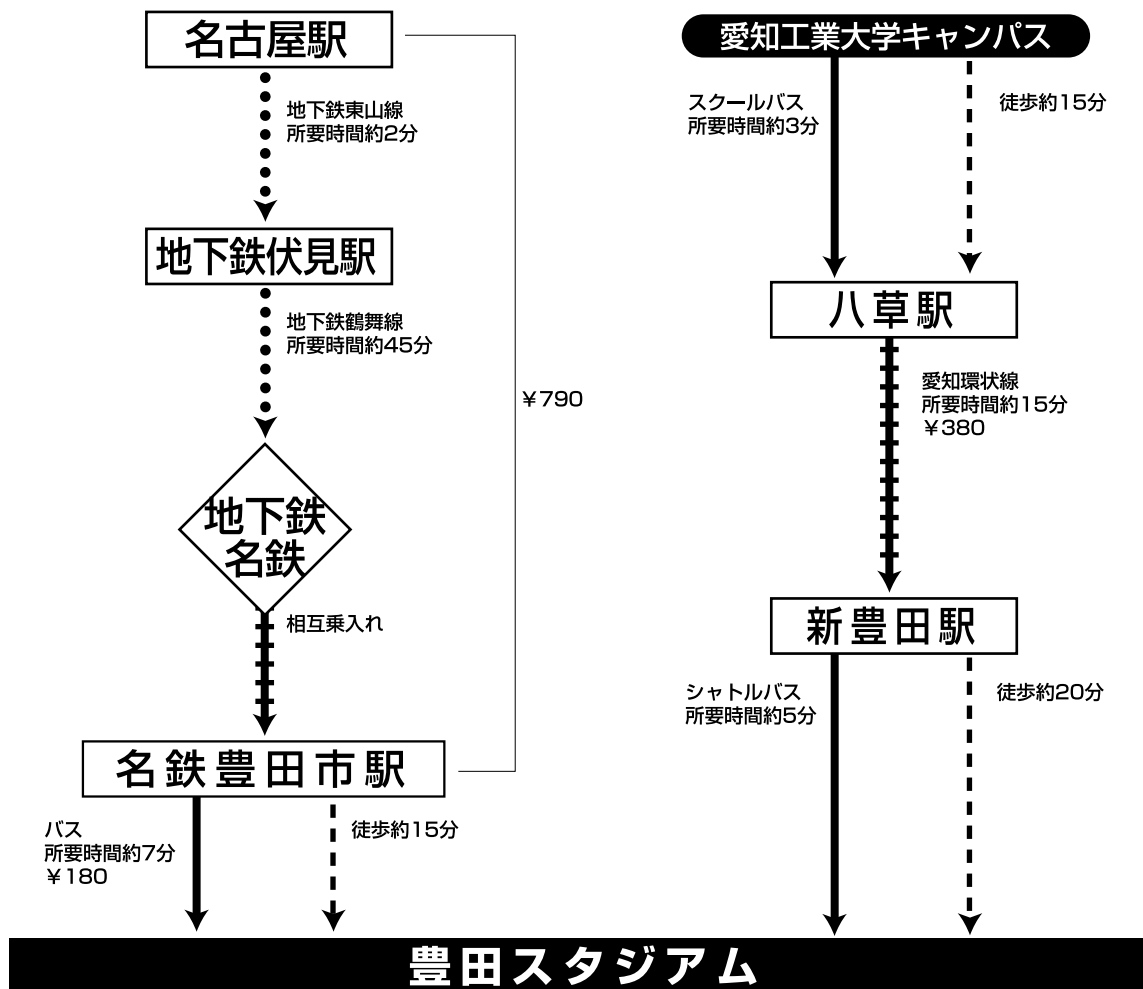 名古屋駅
地下鉄東山線
所要時間約2分
地下鉄伏見駅
地下鉄鶴舞線
所要時間約45分
￥790
地下鉄
名鉄
相互乗入れ
名鉄豊田市駅
バス
所要時間約7分
￥180
徒歩約15分
愛知工業大学キャンパス
スクールバス
所要時間約3分
徒歩約15分
八草駅
愛知環状線
所要時間約15分
￥380
新豊田駅
シャトルバス
所要時間約5分
徒歩約20分
豊田スタジアム